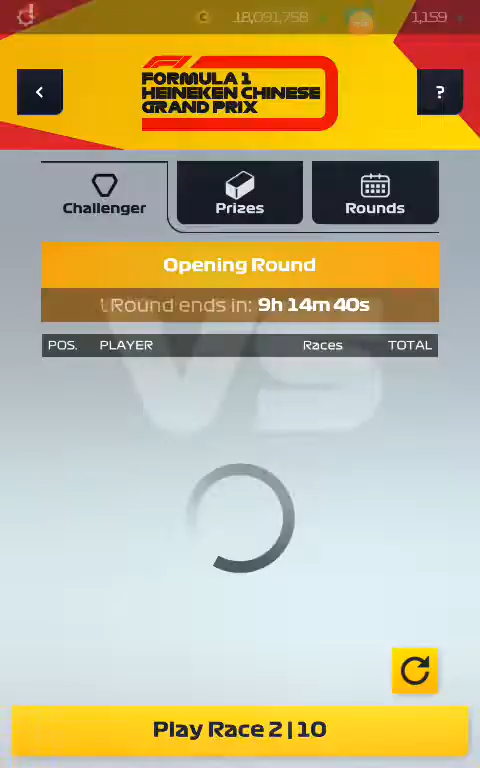 18,091,758
1,159
FORMULA 1
HEINEKEN CHINESE
GRAND PRIX
?
Challenger
Prizes
Rounds
Opening Round
Round ends in: 9h 14m 40s
POS. PLAYER Races TOTAL
VS
Play Race 2|10